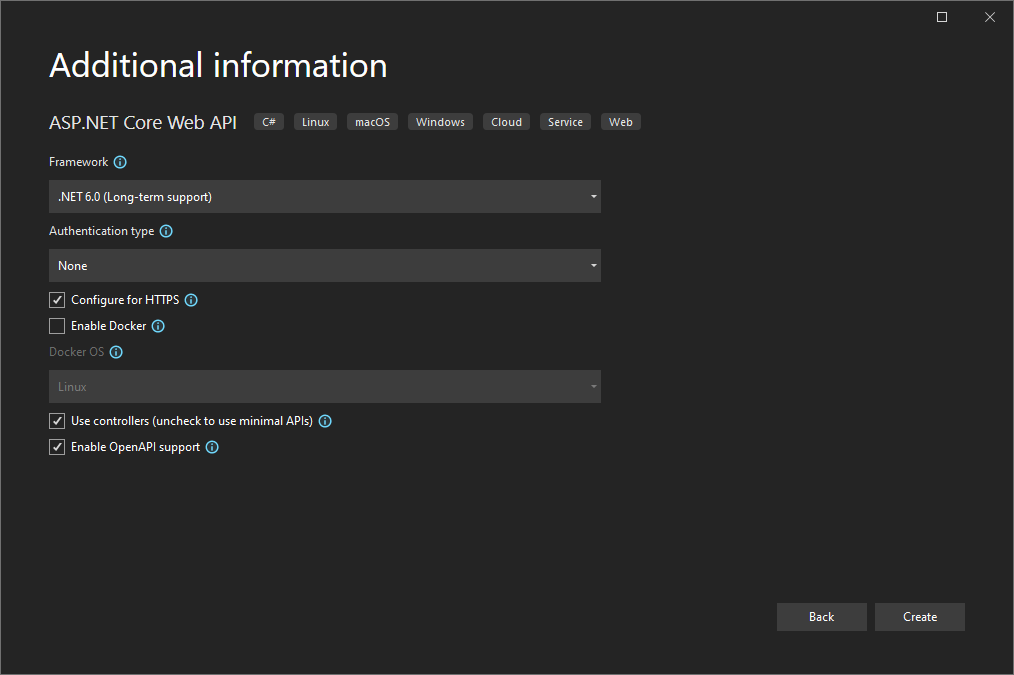 Additional information
ASP.NET Core Web API C# Linux macOS Windows Cloud Service Web
Framework
.NET 6.0 (Long-term support)
Authentication type
None
Configure for HTTPS
Enable Docker
Docker OS
Linux
Use controllers (uncheck to use minimal APIs)
Enable OpenAPI support
Back Create